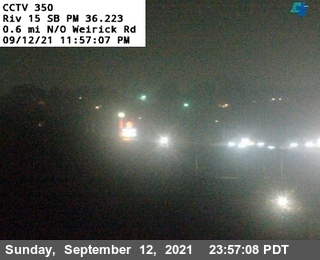 CCTV 350
Riv 15 SB PM 36.223
0.6 mi N/O Weirick Rd
09/12/21 11:57:07 PM
Sunday, September 12, 2021 23:57:08 PDT